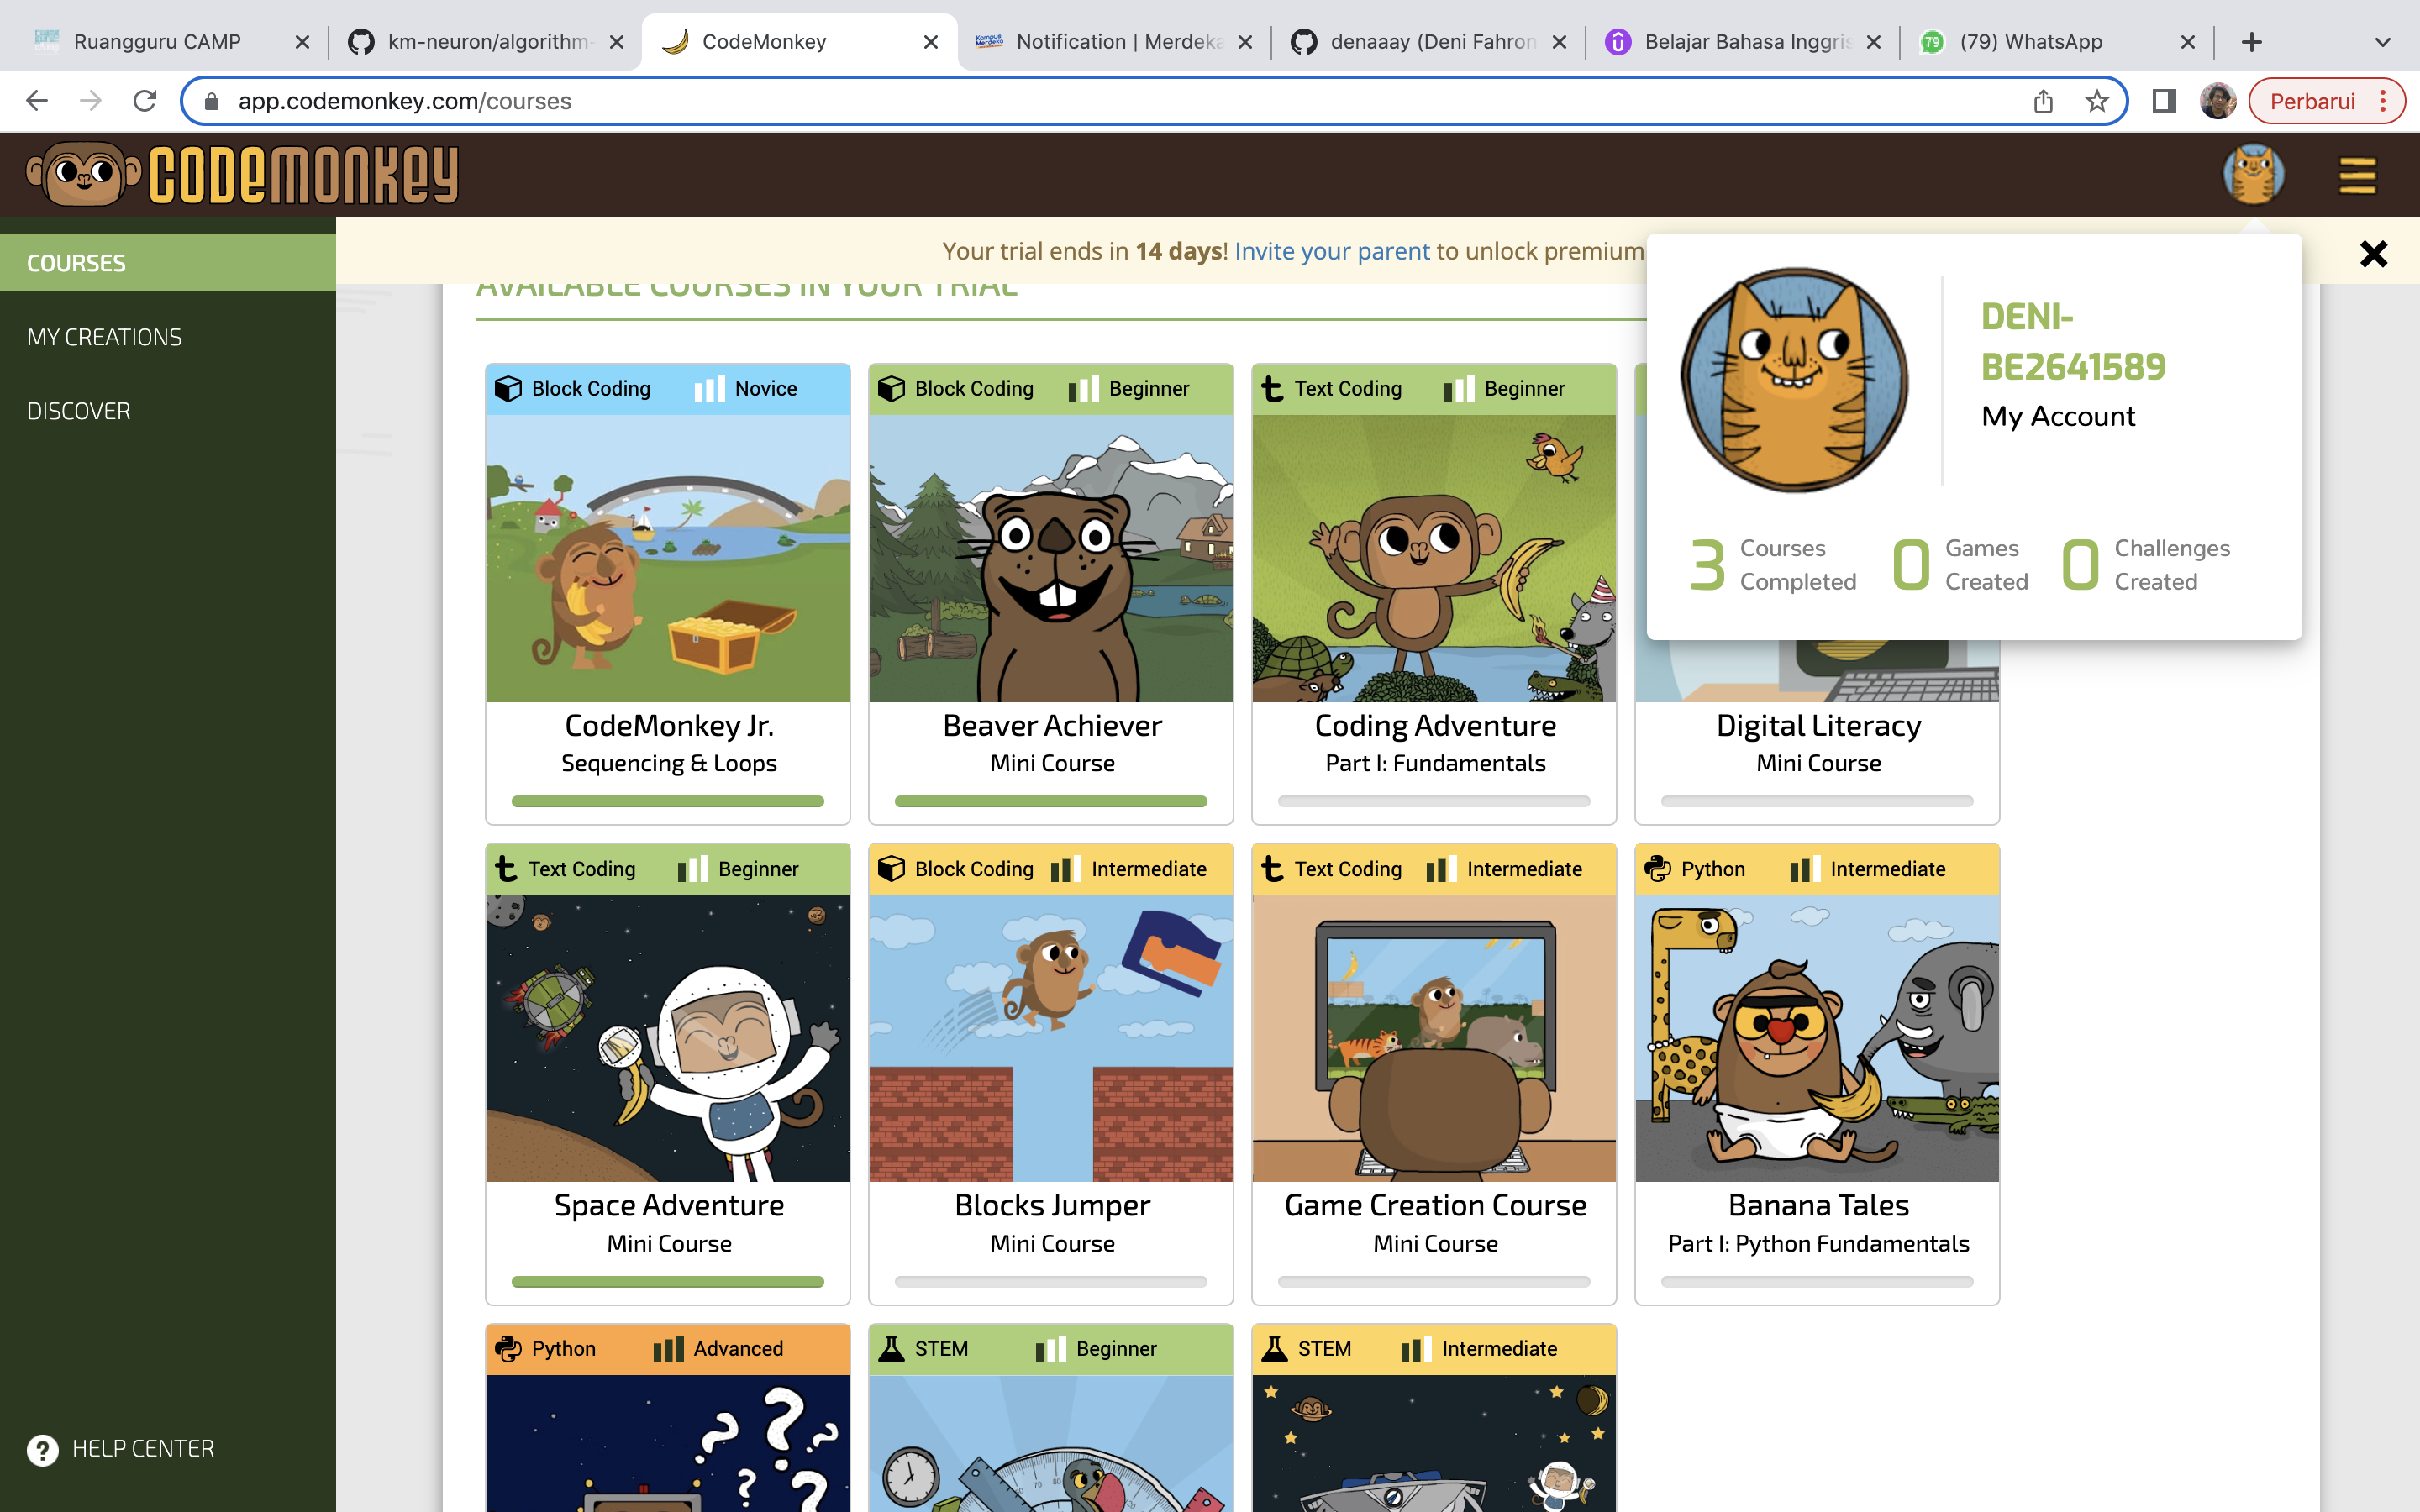 Ruangguru CAMP
km-neuron/algorithm-
CodeMonkey
Notification | Merdeka
denaaay (Deni Fahron
Belajar Bahasa Inggris
(79) WhatsApp
app.codemonkey.com/courses
Perbarui
CODEMONKEY
COURSES
MY CREATIONS
DISCOVER
HELP CENTER
Your trial ends in 14 days! Invite your parent to unlock premium
AVAILABLE COURSES IN YOUR TRIAL
DENI-
BE2641589
My Account
3 Courses Completed
0 Games Created
0 Challenges Created
Block Coding Novice
CodeMonkey Jr.
Sequencing & Loops
Block Coding Beginner
Beaver Achiever
Mini Course
Text Coding Beginner
Coding Adventure
Part I: Fundamentals
Digital Literacy
Mini Course
Text Coding Beginner
Space Adventure
Mini Course
Block Coding Intermediate
Blocks Jumper
Mini Course
Text Coding Intermediate
Game Creation Course
Mini Course
Python Intermediate
Banana Tales
Part I: Python Fundamentals
Python Advanced
STEM Beginner
STEM Intermediate